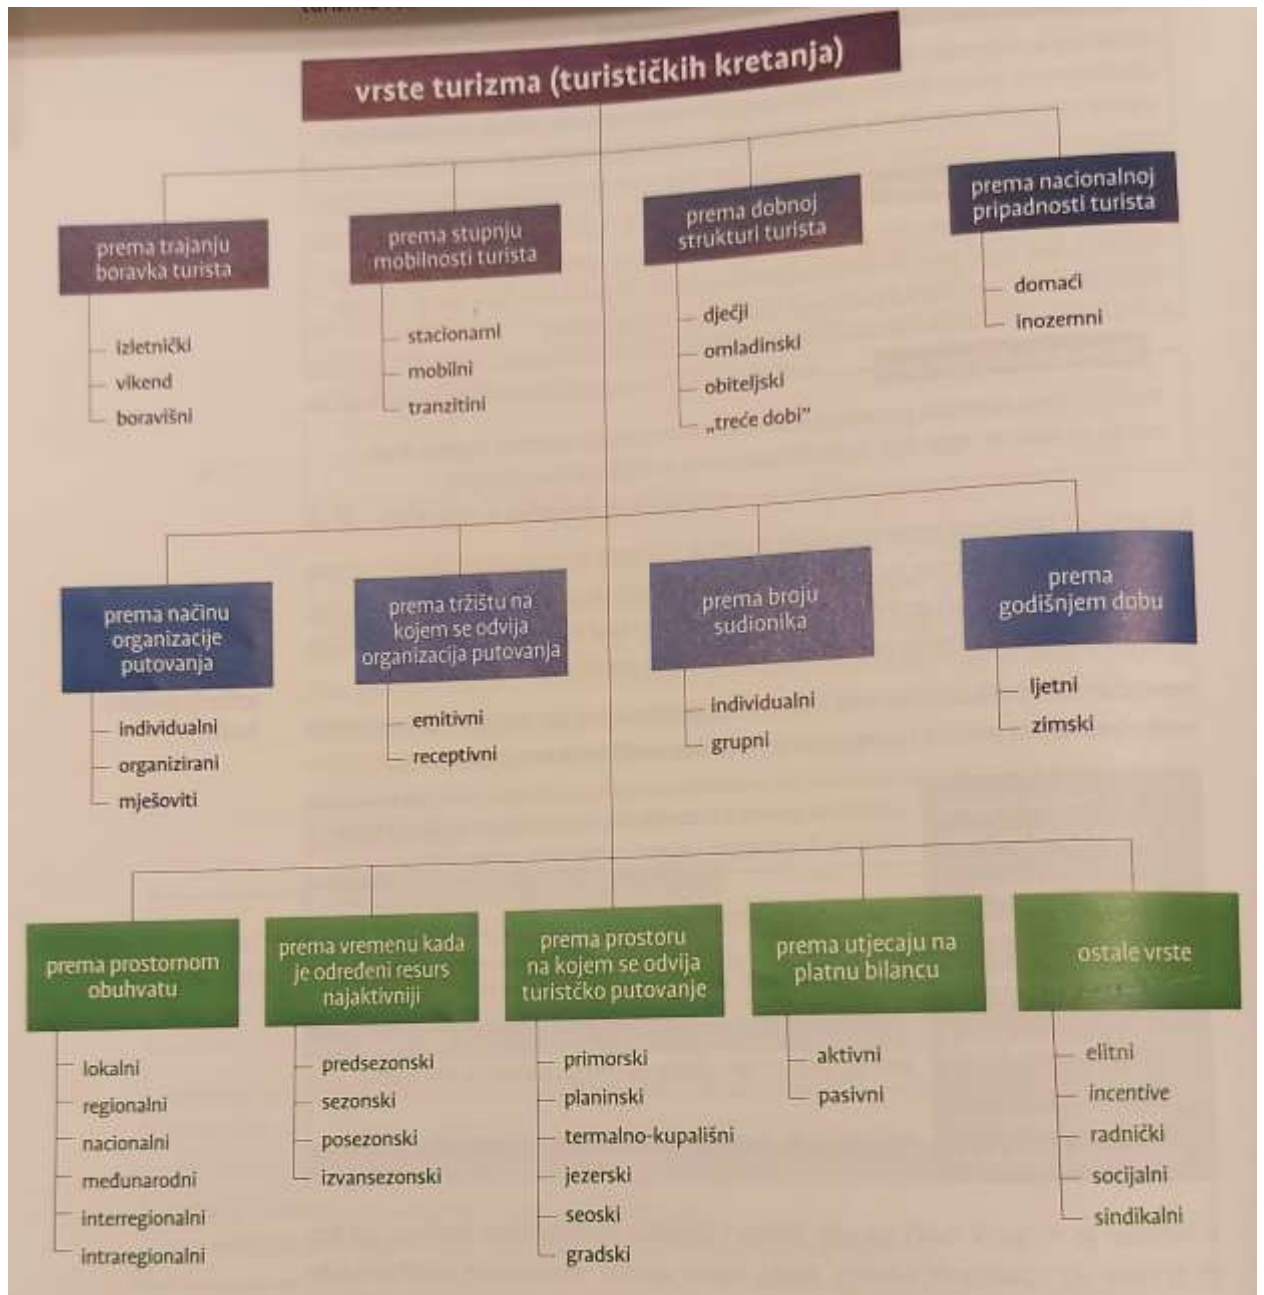 vrste turizma (turističkih kretanja)
prema trajanju
boravka turista
izletnički
vikend
boravišni
prema stupnju
mobilnosti turista
stacionarni
mobilni
tranzitini
prema dobnoj
strukturi turista
dječji
omladinski
obiteljski
„treće dobi”
prema nacionalnoj
pripadnosti turista
domaći
inozemni
prema načinu
organizacije
putovanja
individualni
organizirani
mješoviti
prema tržištu na
kojem se odvija
organizacija putovanja
emitivni
receptivni
prema broju
sudionika
individualni
grupni
prema
godišnjem dobu
ljetni
zimski
prema prostornom
obuhvatu
lokalni
regionalni
nacionalni
međunarodni
interregionalni
intraregionalni
prema vremenu kada
je određeni resurs
najaktivniji
predsezonski
sezonski
posezonski
izvansezonski
prema prostoru
na kojem se odvija
turistčko putovanje
primorski
planinski
termalno-kupališni
jezerski
seoski
gradski
prema utjecaju na
platnu bilancu
aktivni
pasivni
ostale vrste
elitni
incentive
radnički
socijalni
sindikalni